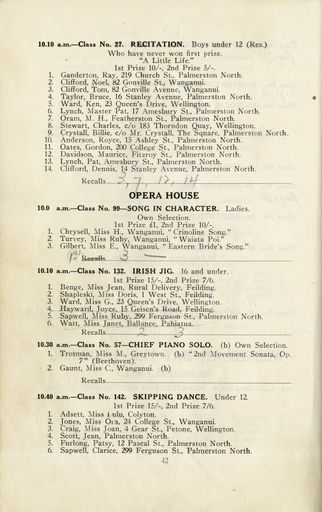 10.10 a.m.—Class No. 27. RECITATION. Boys under 12 (Res.)
Who have never won first prize.
"A Little Life."
1st Prize 10/-, 2nd Prize 5/-.
1. Ganderton, Ray, 219 Church St., Palmerston North.
2. Clifford, Noel, 82 Gonville St., Wanganui.
3. Clifford, Tom, 82 Gonville Avenue, Wanganui.
4. Taylor, Bruce, 16 Stanley Avenue, Palmerston North.
5. Ward, Ken, 23 Queen's Drive, Wellington.
6. Lynch, Master Pat, 17 Amesbury St., Palmerston North.
7. Oram, M. H., Featherston St., Palmerston North.
8. Stewart, Charles, c/o 183 Thorndon Quay, Wellington.
9. Crystall, Billie, c/o Mr. Crystall, The Square, Palmerston North.
10. Anderson, Royce, 15 Ashley St., Palmerston North.
11. Oates, Gordon, 200 College St., Palmerston North.
12. Davidson, Maurice, Fitzroy St., Palmerston North.
13. Lynch, Pat, Amesbury St., Palmerston North.
14. Clifford, Dennis, 14 Stanley Avenue, Palmerston North.
Recalls 3, 7, 12, 14
OPERA HOUSE
10.0 a.m.—Class No. 99—SONG IN CHARACTER. Ladies.
Own Selection.
1st Prize £1, 2nd Prize 10/-.
1. Chrysell, Miss H., Wanganui, "Crinoline Song."
2. Turvey, Miss Ruby, Wanganui, "Waiata Poi."
3. Gilbert, Miss E., Wanganui, "Eastern Bride's Song."
Recalls 3 —
10.10 a.m.—Class No. 132. IRISH JIG. 16 and under.
1st Prize 15/-, 2nd Prize 7/6.
1. Benge, Miss Jean, Rural Delivery, Feilding.
2. Shapleski, Miss Doris, 1 West St., Feilding.
3. Ward, Miss G., 23 Queen's Drive, Wellington.
4. Hayward, Joyce, 15 Geisen's Road, Feilding.
5. Sapwell, Miss Ruby, 299 Ferguson St., Palmerston North.
6. Watt, Miss Janet, Ballance, Pahiatua.
Recalls 2 3
10.30 a.m.—Class No. 57—CHIEF PIANO SOLO. (b) Own Selection.
1. Trotman, Miss M., Greytown. (b) "2nd Movement Sonata, Op.
7" (Beethoven).
2. Gaunt, Miss C., Wanganui. (b)
Recalls
10.40 a.m.—Class No. 142. SKIPPING DANCE. Under 12.
1st Prize 15/-, 2nd Prize 7/6.
1. Adsett, Miss Lulu, Colyton.
2. Jones, Miss Ora, 24 College St., Wanganui.
3. Craig, Miss Joan, 4 Gear St., Petone, Wellington.
4. Scott, Jean, Palmerston North.
5. Furlong, Patsy, 12 Pascal St., Palmerston North.
6. Sapwell, Clarice, 299 Ferguson St., Palmerston North.